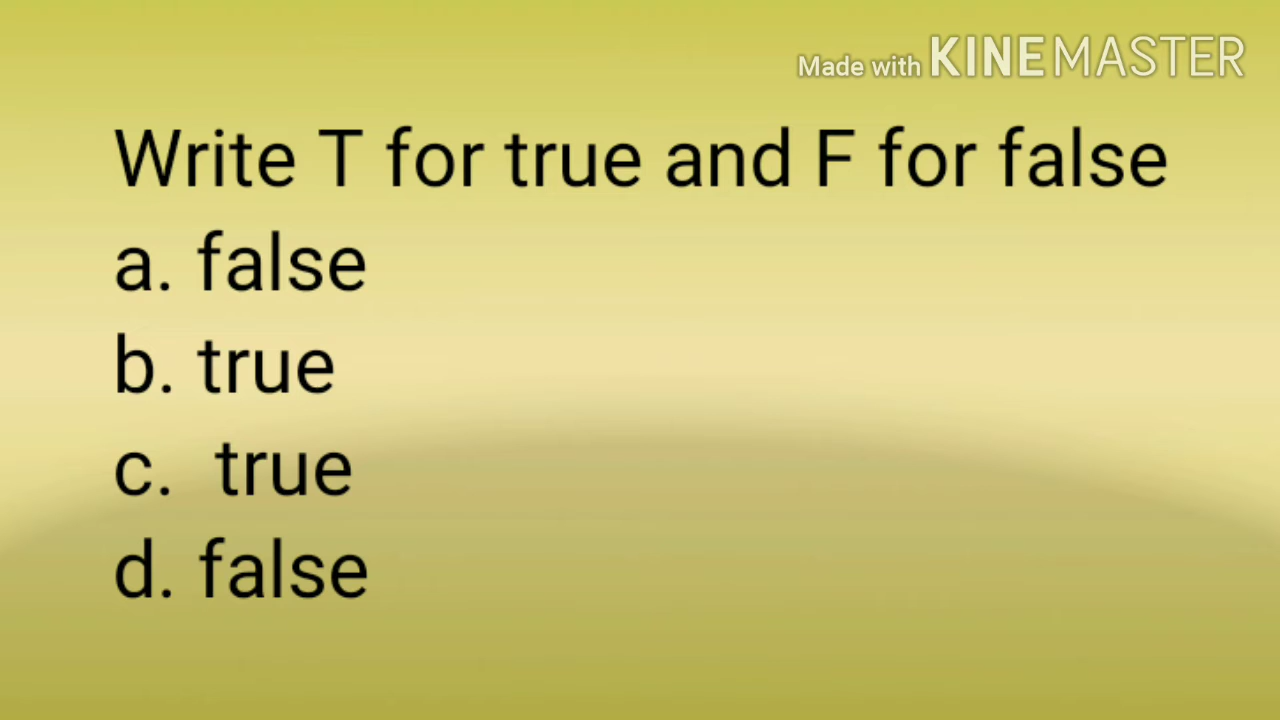 Made with KINEMASTER
Write T for true and F for false
a. false
b. true
c. true
d. false